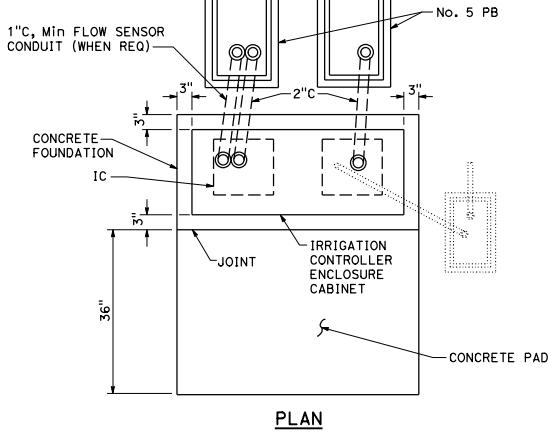 No. 5 PB
1"C, Min FLOW SENSOR
CONDUIT (WHEN REQ)
3"
2"C
3"
3"
CONCRETE
FOUNDATION
IC
3"
JOINT
IRRIGATION
CONTROLLER
ENCLOSURE
CABINET
36"
CONCRETE PAD
PLAN